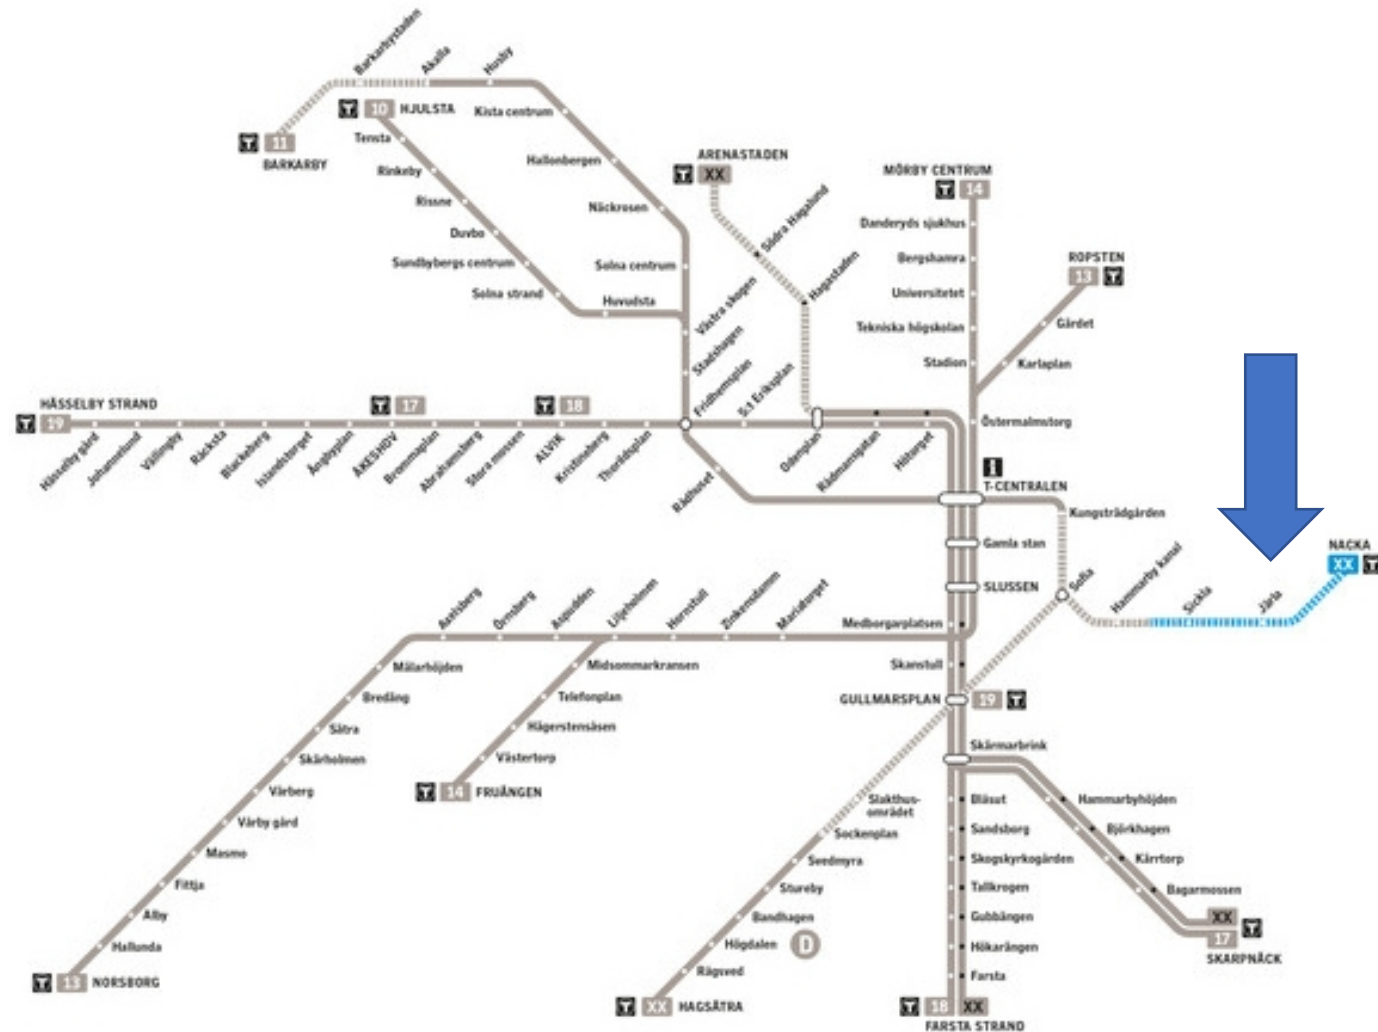 Barkarbystaden
Akalla
Husby
T 10 HJULSTA
Kista centrum
T 11
BARKARBY
Tensta
Rinkeby
Rissne
Duvbo
Sundbybergs centrum
Solna strand
Huvudsta
Hallonbergen
Näckrosen
Solna centrum
Västra skogen
Stadshagen
Fridhemsplan
ARENASTADEN
T XX
Södra Hagalund
Hagastaden
MÖRBY CENTRUM
T 14
Danderyds sjukhus
Bergshamra
Universitetet
Tekniska högskolan
Stadion
ROPSTEN
13 T
Gärdet
Karlaplan
Östermalmstorg
HÄSSELBY STRAND
T 19
Hässelby gård
Johannelund
Vällingby
Råcksta
Blackeberg
Islandstorget
Ängbyplan
T 17
ÅKESHOV
Brommaplan
Abrahamsberg
Stora mossen
T 18
ALVIK
Kristineberg
Thorildsplan
S:t Eriksplan
Odenplan
Rådmansgatan
Hötorget
Rådhuset
T-CENTRALEN
Kungsträdgården
Gamla stan
SLUSSEN
Sofia
Hammarby kanal
Sickla
Järla
NACKA
XX T
Axelsberg
Örnsberg
Aspudden
Liljeholmen
Hornstull
Zinkensdamm
Mariatorget
Medborgarplatsen
Skanstull
GULLMARSPLAN 19 T
Skärmarbrink
Mälarhöjden
Bredäng
Sätra
Skärholmen
Vårberg
Vårby gård
Masmo
Fittja
Alby
Hallunda
T 13 NORSBORG
Midsommarkransen
Telefonplan
Hägerstensåsen
Västertorp
T 14 FRUÄNGEN
Slakthus-
området
Sockenplan
Svedmyra
Stureby
Bandhagen
Högdalen D
Rågsved
T XX HAGSÄTRA
Blåsut
Sandsborg
Skogskyrkogården
Tallkrogen
Gubbängen
Hökarängen
Farsta
T 18 XX
FARSTA STRAND
Hammarbyhöjden
Björkhagen
Kärrtorp
Bagarmossen
XX
17 T
SKARPNÄCK